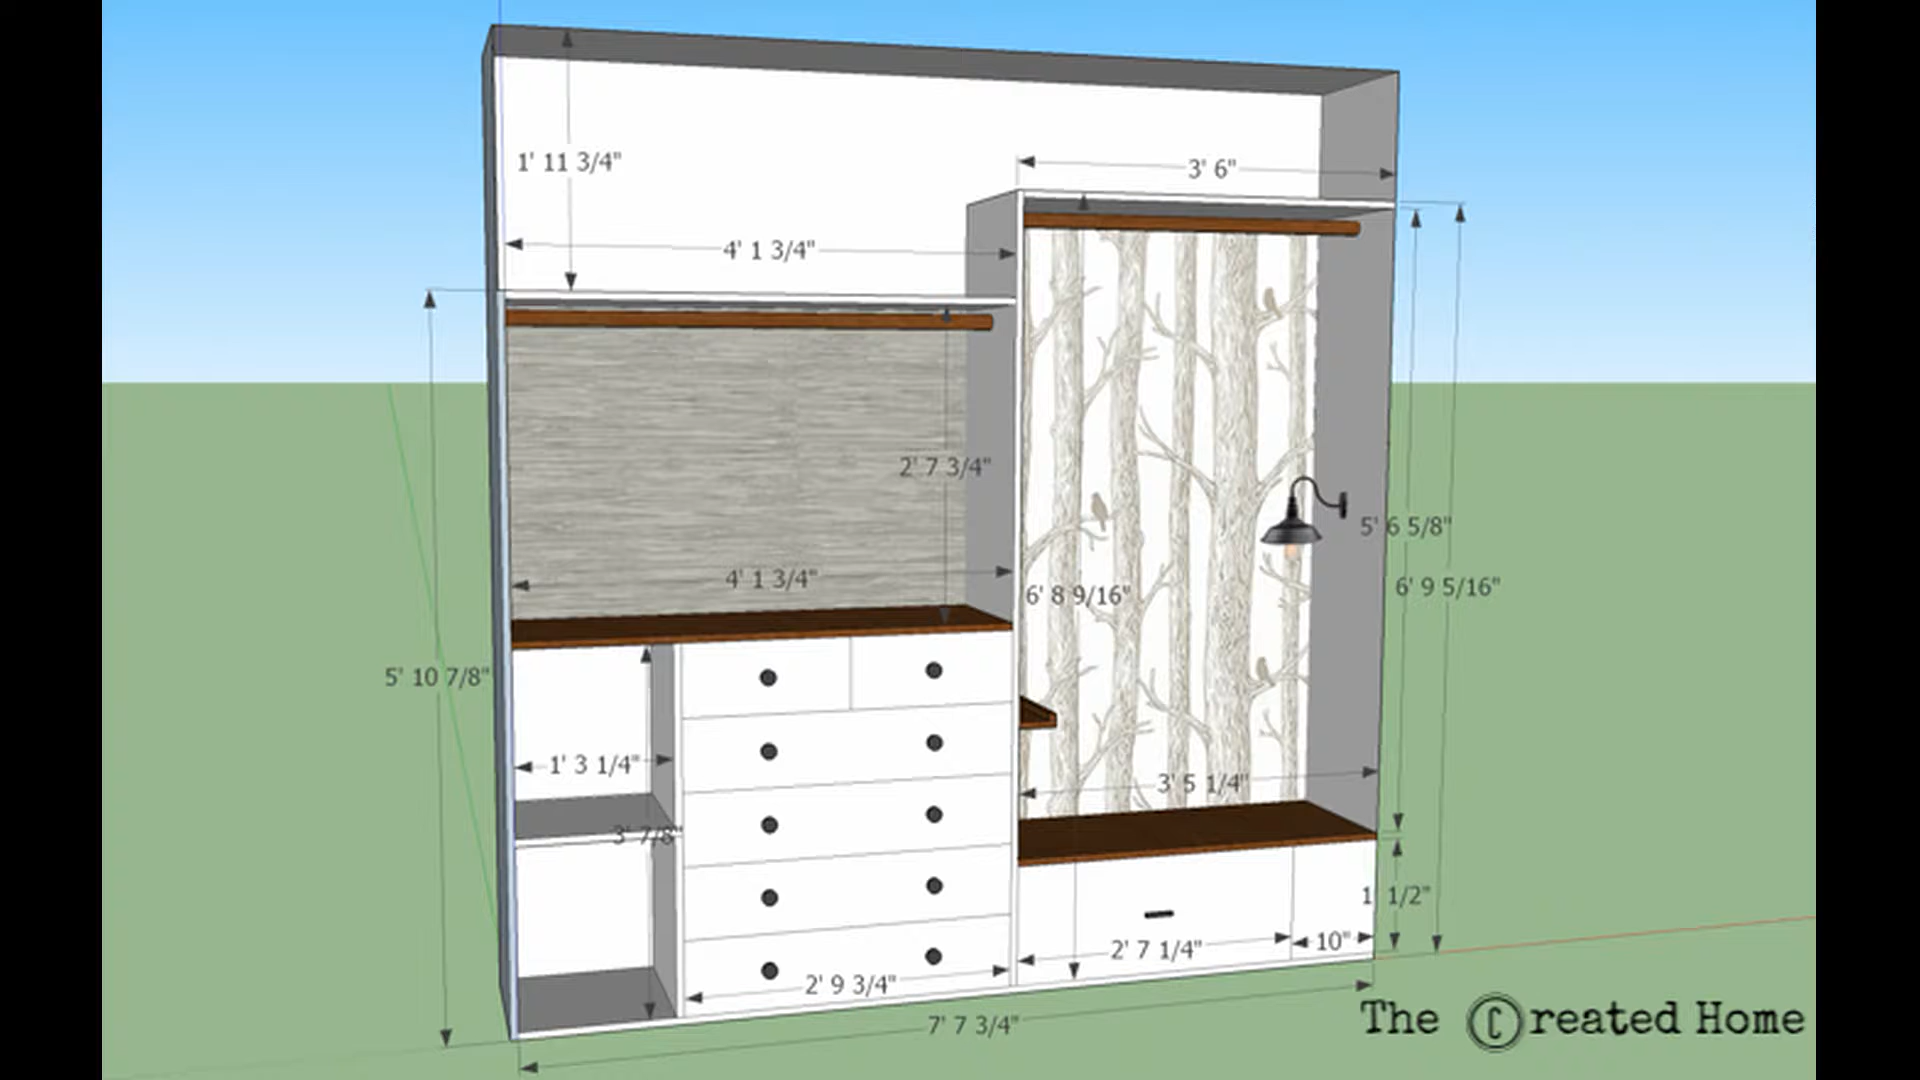 1' 11 3/4"
3' 6"
4' 1 3/4"
2' 7 3/4"
5' 6 5/8"
4' 1 3/4"
6' 8 9/16"
6' 9 5/16"
5' 10 7/8"
1' 3 1/4"
3' 5 1/4"
3' 7/8"
1' 1/2"
2' 7 1/4"
10"
2' 9 3/4"
7' 7 3/4"
The Created Home